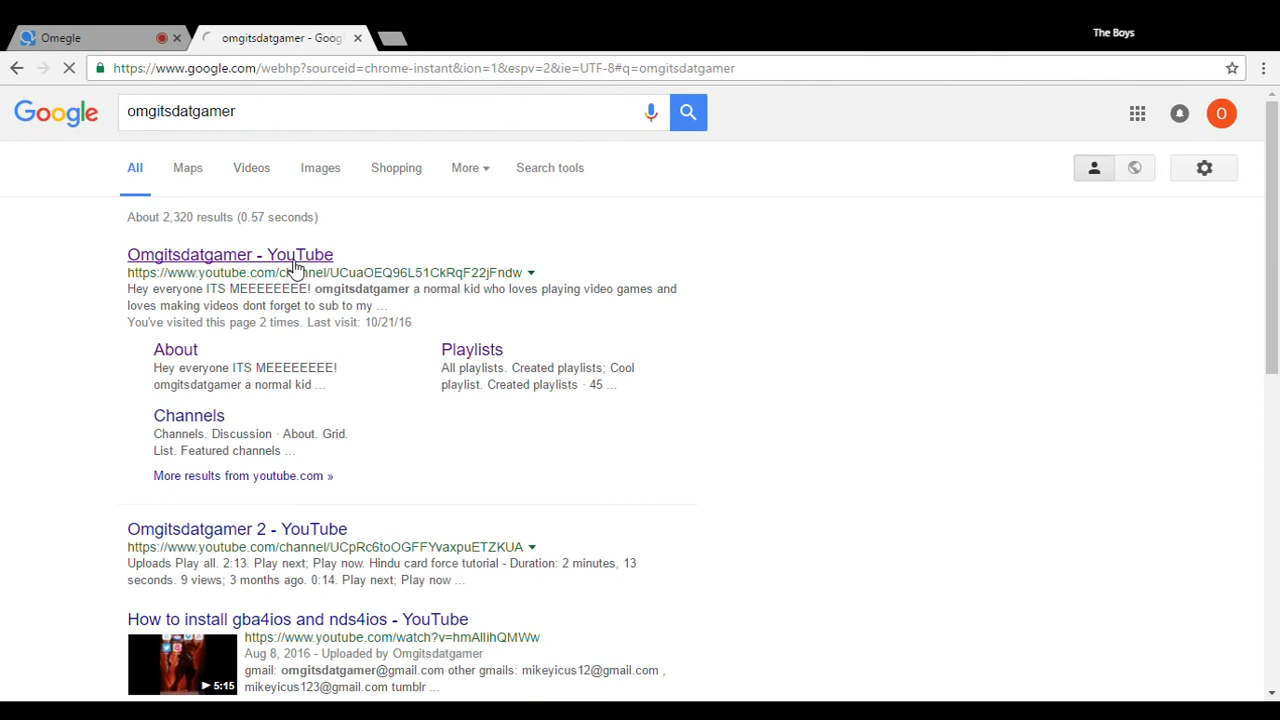 The Boys
Omegle
omgitsdatgamer - Goog
https://www.google.com/webhp?sourceid=chrome-instant&ion=1&espv=2&ie=UTF-8#q=omgitsdatgamer
Google
omgitsdatgamer
O
All Maps Videos Images Shopping More Search tools
About 2,320 results (0.57 seconds)
Omgitsdatgamer - YouTube
https://www.youtube.com/channel/UCuaOEQ96L51CkRqF22jFndw
Hey everyone ITS MEEEEEEEE! omgitsdatgamer a normal kid who loves playing video games and
loves making videos dont forget to sub to my ...
You've visited this page 2 times. Last visit: 10/21/16
About
Hey everyone ITS MEEEEEEEE!
omgitsdatgamer a normal kid ...
Playlists
All playlists. Created playlists; Cool
playlist. Created playlists · 45 ...
Channels
Channels. Discussion · About. Grid.
List. Featured channels ...
More results from youtube.com »
Omgitsdatgamer 2 - YouTube
https://www.youtube.com/channel/UCpRc6toOGFFYvaxpuETZKUA
Uploads Play all. 2:13. Play next; Play now. Hindu card force tutorial - Duration: 2 minutes, 13
seconds. 9 views; 3 months ago. 0:14. Play next; Play now ...
How to install gba4ios and nds4ios - YouTube
https://www.youtube.com/watch?v=hmAllihQMWw
Aug 8, 2016 - Uploaded by Omgitsdatgamer
gmail: omgitsdatgamer@gmail.com other gmails: mikeyicus12@gmail.com ,
mikeyicus123@gmail.com tumblr ...
5:15